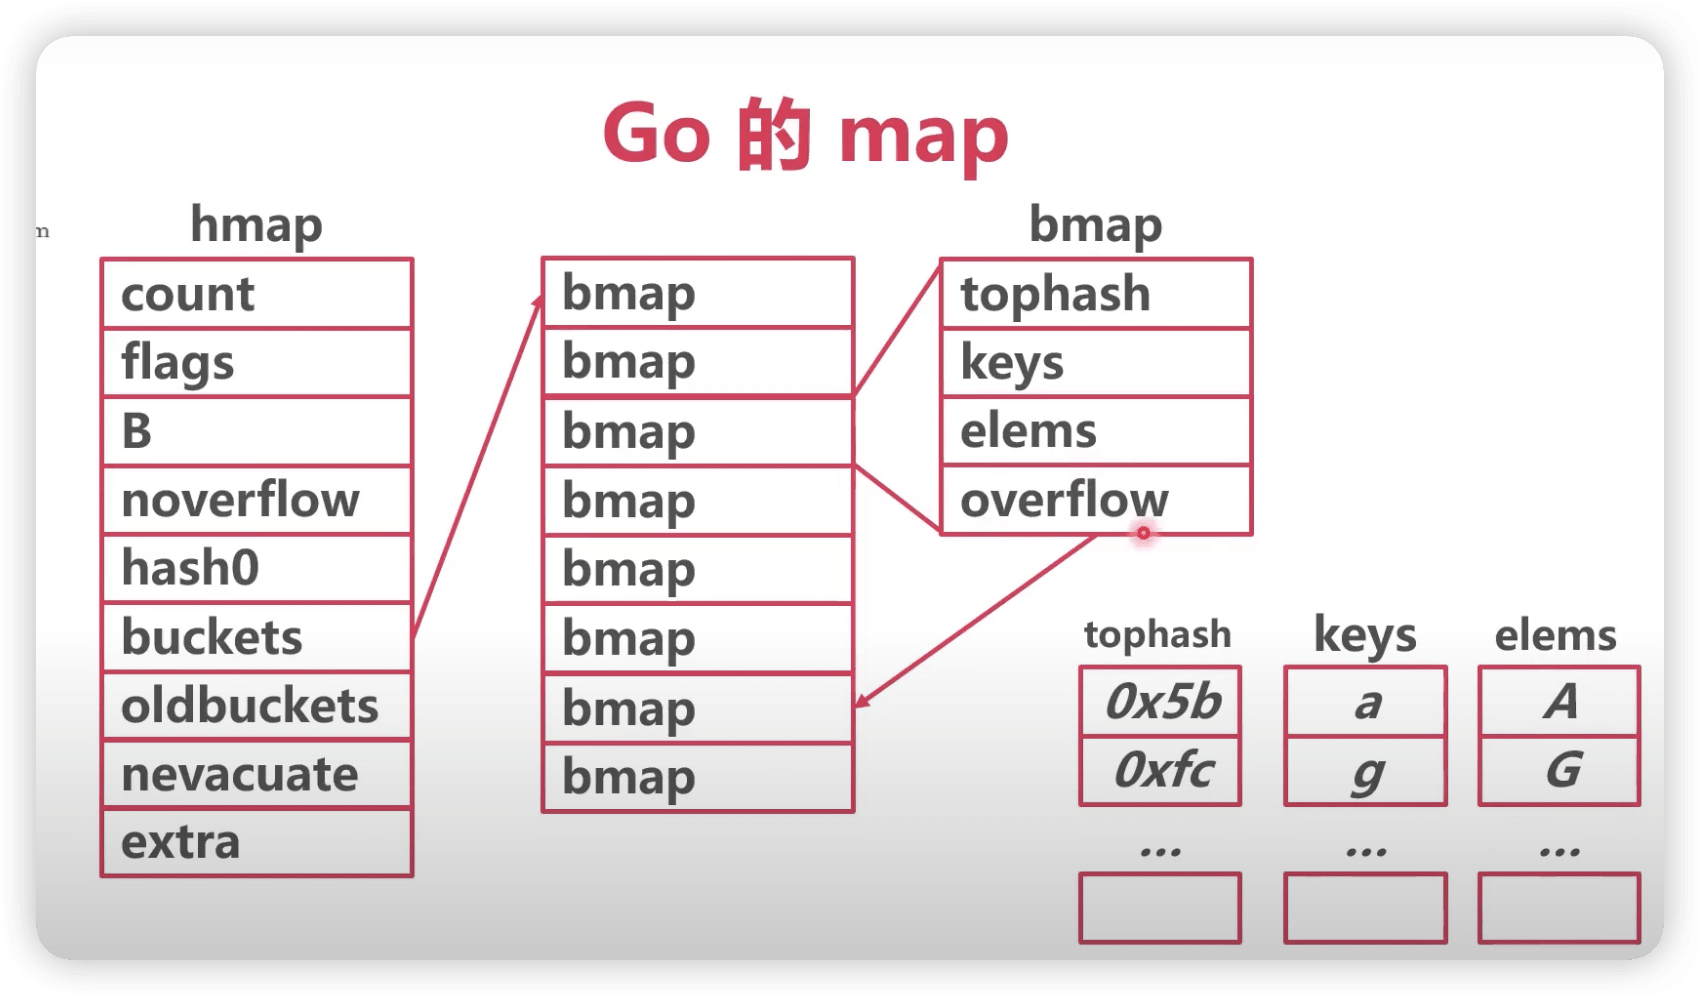 Go 的 map
m
hmap
count
flags
B
noverflow
hash0
buckets
oldbuckets
nevacuate
extra
bmap
bmap
bmap
bmap
bmap
bmap
bmap
bmap
bmap
tophash
keys
elems
overflow
tophash keys elems
0x5b a A
0xfc g G
... ... ...